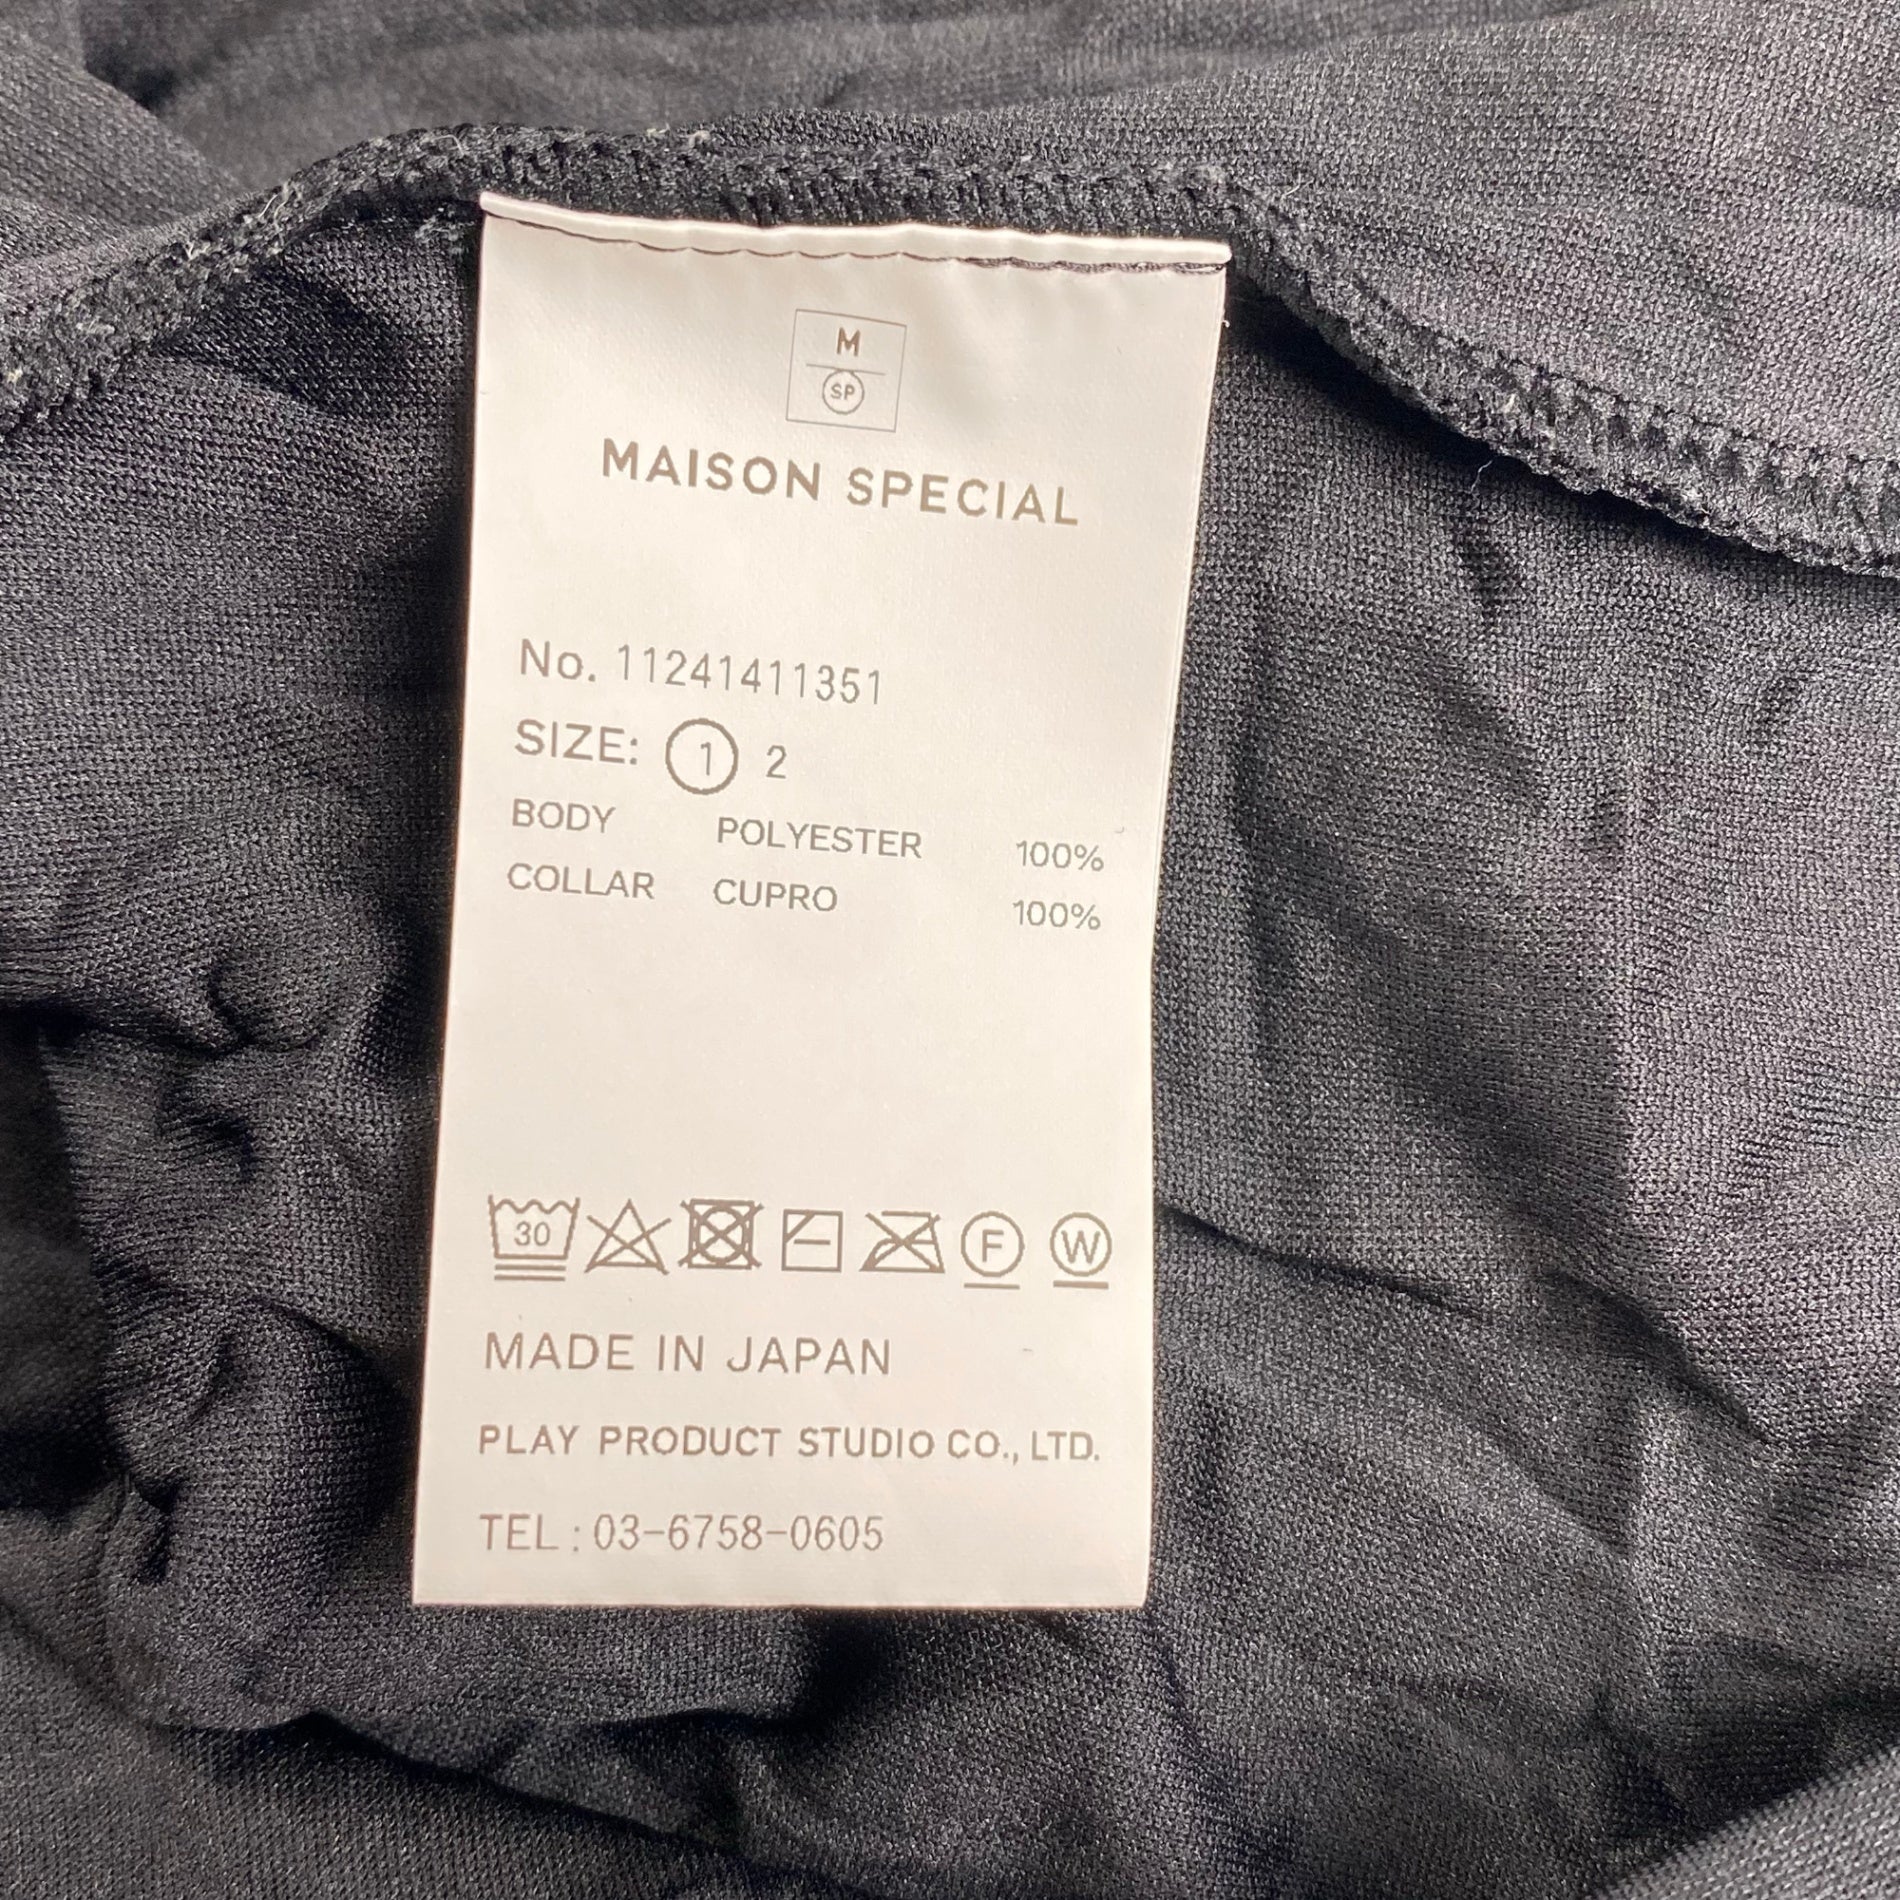 M
SP
MAISON SPECIAL
No. 11241411351
SIZE: 1 2
BODY POLYESTER 100%
COLLAR CUPRO 100%
30
F W
MADE IN JAPAN
PLAY PRODUCT STUDIO CO., LTD.
TEL : 03-6758-0605